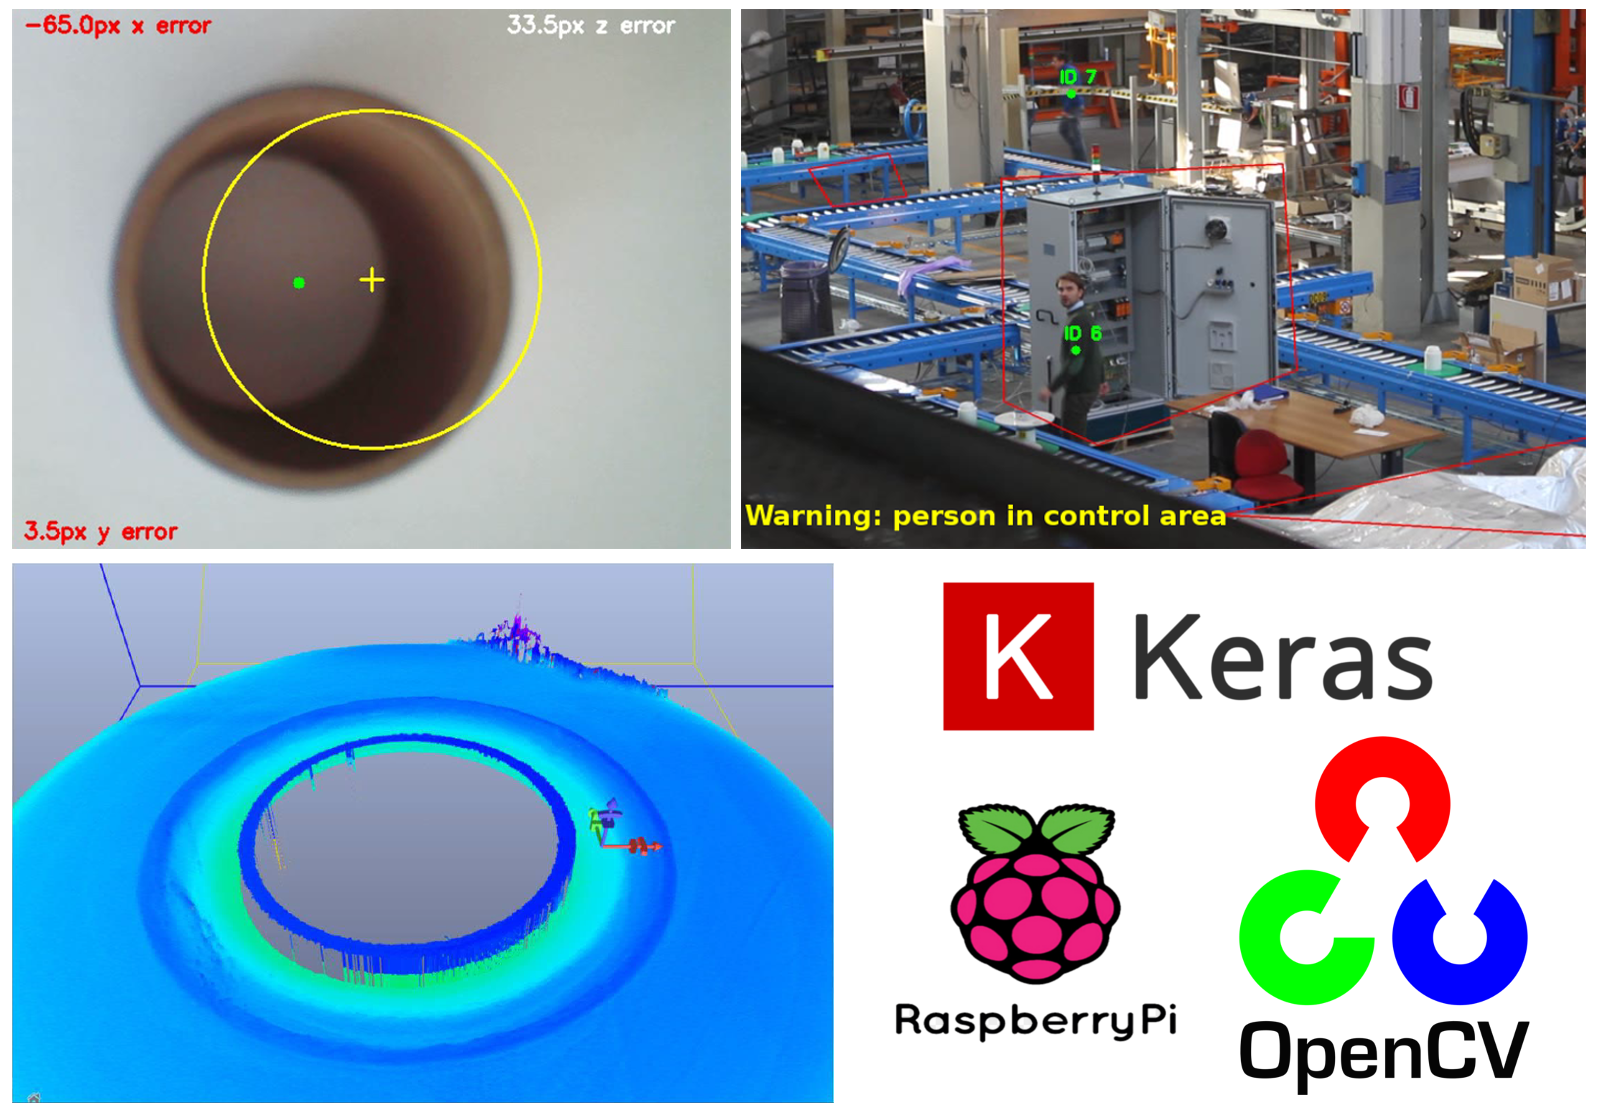 -65.0px x error
33.5px z error
3.5px y error
ID 7
ID 6
Warning: person in control area
K Keras
RaspberryPi
OpenCV